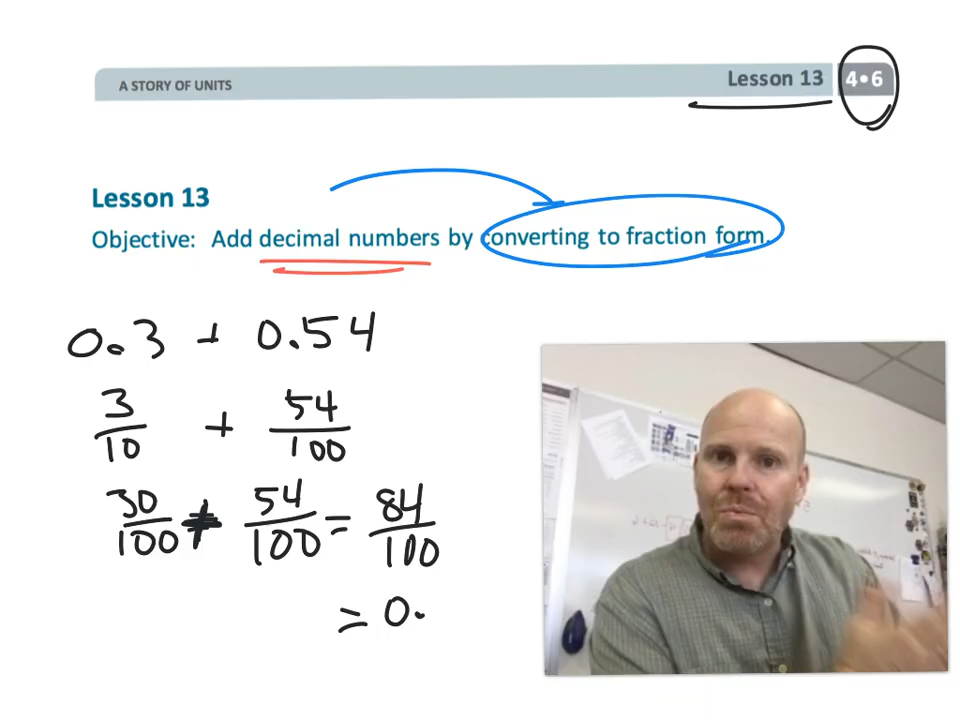 A STORY OF UNITS Lesson 13 4•6
Lesson 13
Objective: Add decimal numbers by converting to fraction form.
0.3 + 0.54
3/10 + 54/100
30/100 + 54/100 = 84/100
= 0.